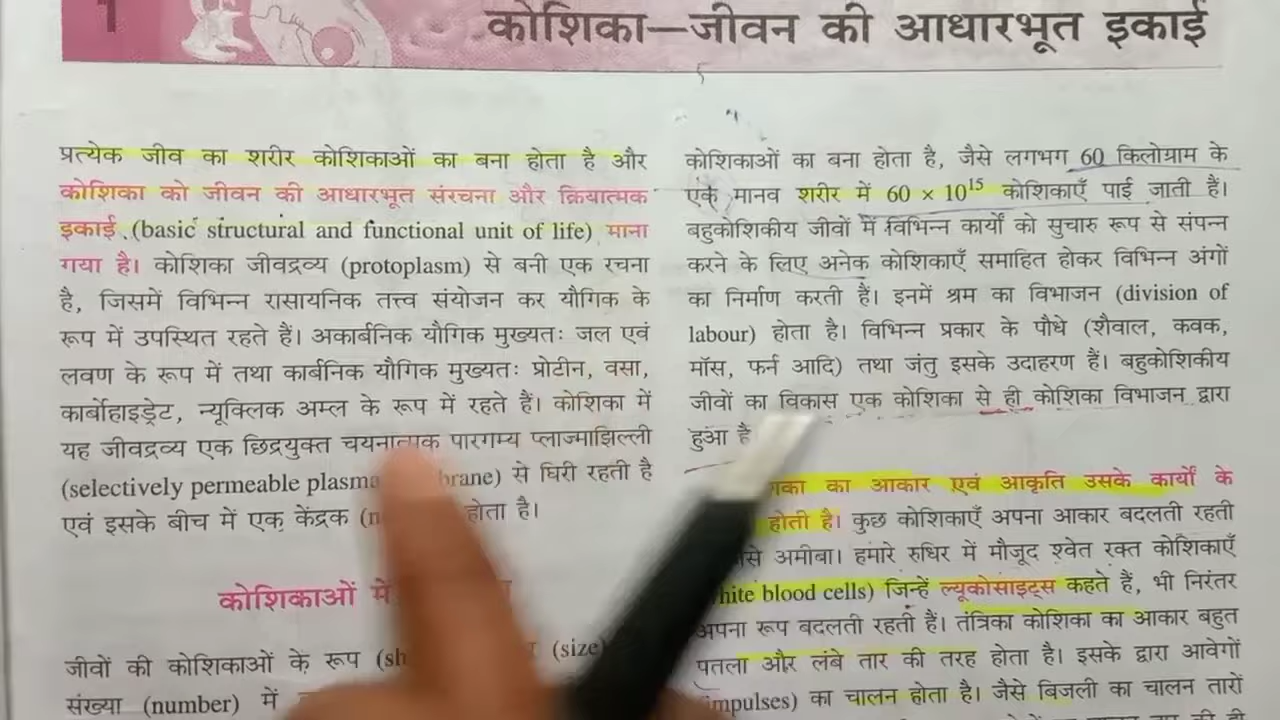 1
कोशिका—जीवन की आधारभूत इकाई
प्रत्येक जीव का शरीर कोशिकाओं का बना होता है और
कोशिका को जीवन की आधारभूत संरचना और क्रियात्मक
इकाई (basic structural and functional unit of life) माना
गया है। कोशिका जीवद्रव्य (protoplasm) से बनी एक रचना
है, जिसमें विभिन्न रासायनिक तत्त्व संयोजन कर यौगिक के
रूप में उपस्थित रहते हैं। अकार्बनिक यौगिक मुख्यतः जल एवं
लवण के रूप में तथा कार्बनिक यौगिक मुख्यतः प्रोटीन, वसा,
कार्बोहाइड्रेट, न्यूक्लिक अम्ल के रूप में रहते हैं। कोशिका में
यह जीवद्रव्य एक छिद्रयुक्त चयनात्मक पारगम्य प्लाज्माझिल्ली
(selectively permeable plasma brane) से घिरी रहती है
एवं इसके बीच में एक केंद्रक होता है।
कोशिकाओं में
जीवों की कोशिकाओं के रूप (size)
संख्या (number) में
कोशिकाओं का बना होता है, जैसे लगभग 60 किलोग्राम के
एक मानव शरीर में 60 × 10¹⁵ कोशिकाएँ पाई जाती हैं।
बहुकोशिकीय जीवों में विभिन्न कार्यों को सुचारु रूप से संपन्न
करने के लिए अनेक कोशिकाएँ समाहित होकर विभिन्न अंगों
का निर्माण करती हैं। इनमें श्रम का विभाजन (division of
labour) होता है। विभिन्न प्रकार के पौधे (शैवाल, कवक,
मॉस, फर्न आदि) तथा जंतु इसके उदाहरण हैं। बहुकोशिकीय
जीवों का विकास एक कोशिका से ही कोशिका विभाजन द्वारा
हुआ है
का आकार एवं आकृति उसके कार्यों के
होती है। कुछ कोशिकाएँ अपना आकार बदलती रहती
अमीबा। हमारे रुधिर में मौजूद श्वेत रक्त कोशिकाएँ
blood cells) जिन्हें ल्यूकोसाइट्स कहते हैं, भी निरंतर
अपना रूप बदलती रहती हैं। तंत्रिका कोशिका का आकार बहुत
पतला और लंबे तार की तरह होता है। इसके द्वारा आवेगों
impulses) का चालन होता है। जैसे बिजली का चालन तारों